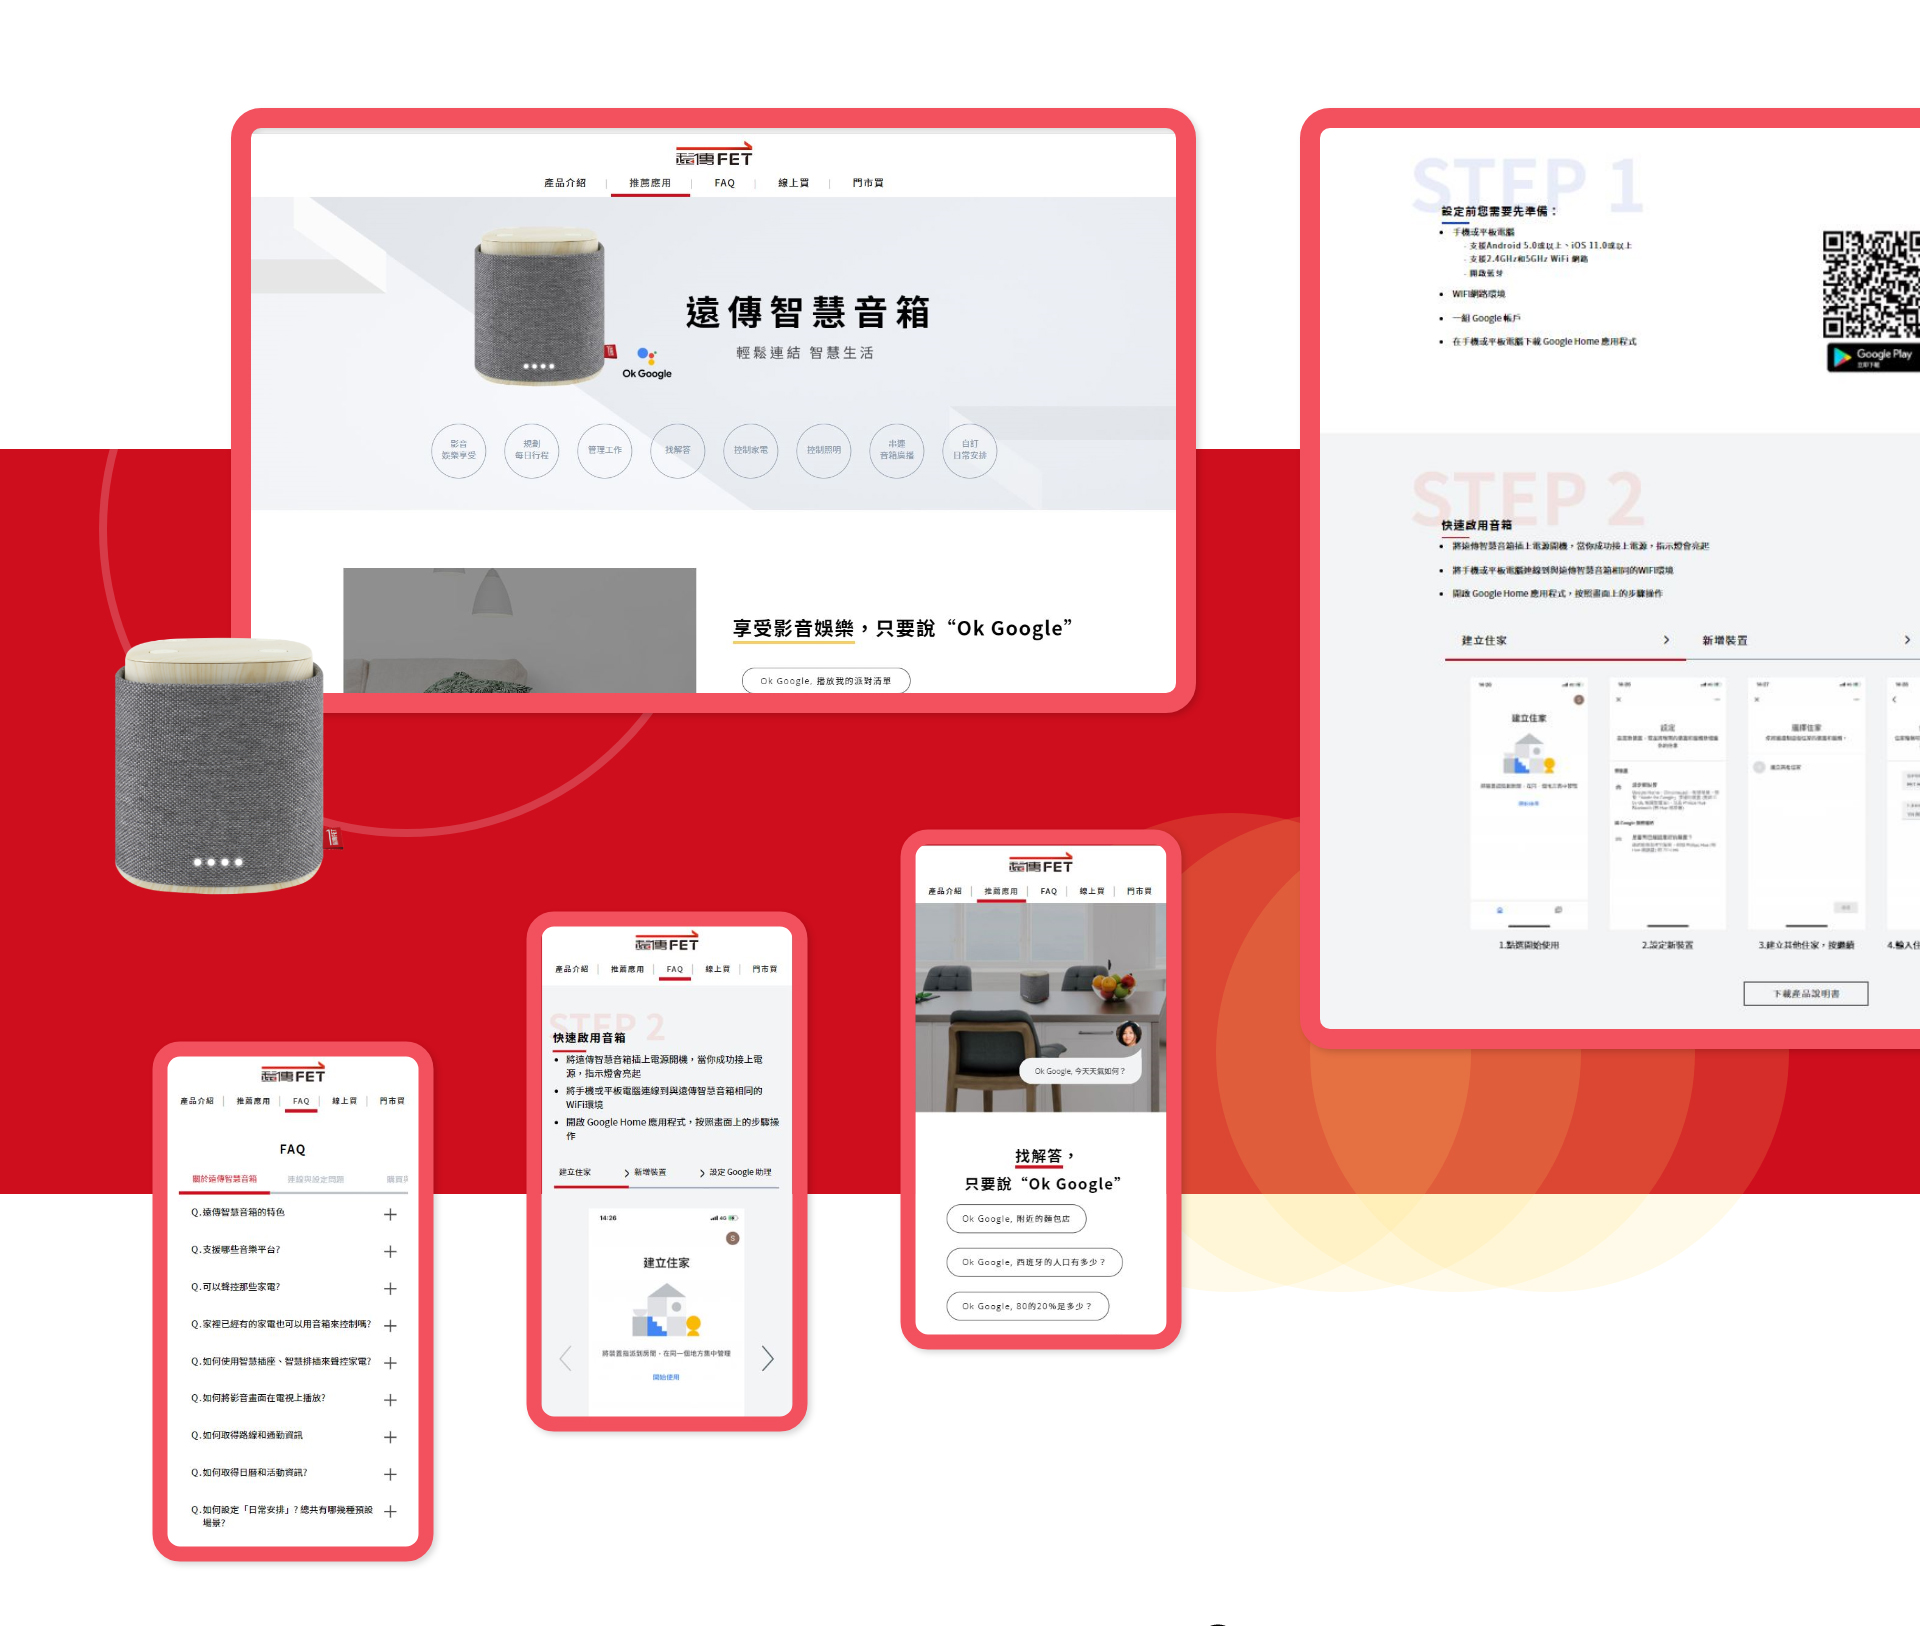 遠傳FET
產品介紹
推薦應用
FAQ
線上買
門市買
遠傳智慧音箱
輕鬆連結 智慧生活
Ok Google
影音
娛樂享受
規劃
每日行程
管理工作
找解答
控制家電
控制照明
串連
音箱廣播
自訂
日常安排
享受影音娛樂，只要說“Ok Google”
Ok Google, 播放我的派對清單
STEP 1
設定前您需要先準備：
手機或平板電腦
- 支援Android 5.0或以上、iOS 11.0或以上
- 支援2.4GHz和5GHz WiFi 網路
- 開啟藍牙
WIFI網路環境
一組 Google 帳戶
在手機或平板電腦下載 Google Home 應用程式
Google Play
立即下載
STEP 2
快速啟用音箱
將遠傳智慧音箱插上電源開機，當你成功接上電源，指示燈會亮起
將手機或平板電腦連線到與遠傳智慧音箱相同的WIFI環境
開啟 Google Home 應用程式，按照畫面上的步驟操作
建立住家
新增裝置
建立住家
設定
選擇住家
1.點選開始使用
2.設定新裝置
3.建立其他住家，按繼續
4.輸入住
下載產品說明書
遠傳FET
產品介紹
推薦應用
FAQ
線上買
門市買
Ok Google, 今天天氣如何？
找解答，
只要說“Ok Google”
Ok Google, 附近的麵包店
Ok Google, 西班牙的人口有多少？
Ok Google, 80的20%是多少？
遠傳FET
產品介紹
推薦應用
FAQ
線上買
門市買
STEP 2
快速啟用音箱
將遠傳智慧音箱插上電源開機，當你成功接上電
源，指示燈會亮起
將手機或平板電腦連線到與遠傳智慧音箱相同的
WiFi環境
開啟 Google Home 應用程式，按照畫面上的步驟操
作
建立住家
新增裝置
設定 Google 助理
14:26
4G
S
建立住家
將裝置指派到房間，在同一個地方集中管理
開始使用
遠傳FET
產品介紹
推薦應用
FAQ
線上買
門市買
FAQ
關於遠傳智慧音箱
連線與設定問題
購買
Q.遠傳智慧音箱的特色
Q.支援哪些音樂平台?
Q.可以聲控那些家電?
Q.家裡已經有的家電也可以用音箱來控制嗎?
Q.如何使用智慧插座、智慧排插來聲控家電?
Q.如何將影音畫面在電視上播放?
Q.如何取得路線和通勤資訊
Q.如何取得日曆和活動資訊?
Q.如何設定「日常安排」? 總共有哪幾種預設
場景?